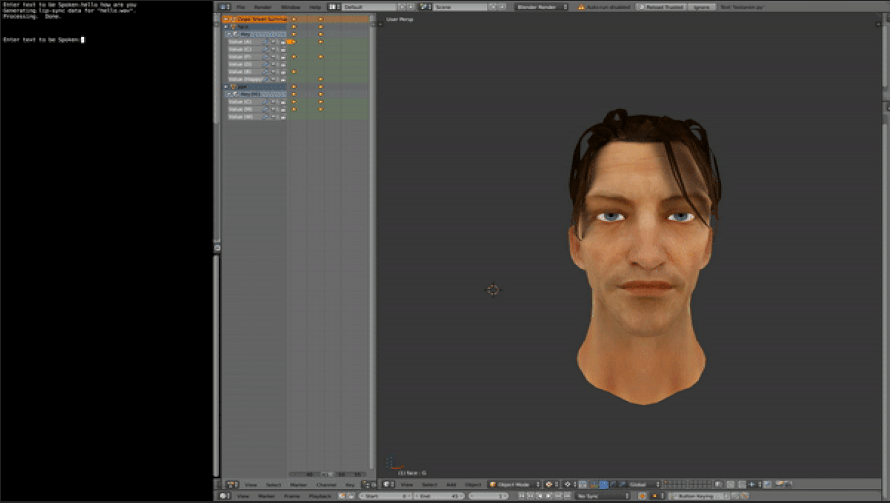 Enter text to be Spoken:hello how are you
Generating lip-sync data for "hello.wav".
Processing.  Done.
Enter text to be Spoken:
File Render Window Help Default Scene Blender Render Auto-run disabled Reload Trusted Ignore
Dope Sheet Summary
User Persp
Key
Value (A)
Value (C)
Value (F)
Value (D)
Value (B)
Value (Happy
Key.001
Value (C)
Value (M)
Value (W)
(1) face : G
View Select Marker Channel Key
View Select Add Object Object Mode Global
View Marker Frame Playback Start: End: 45 No Sync Button Keying